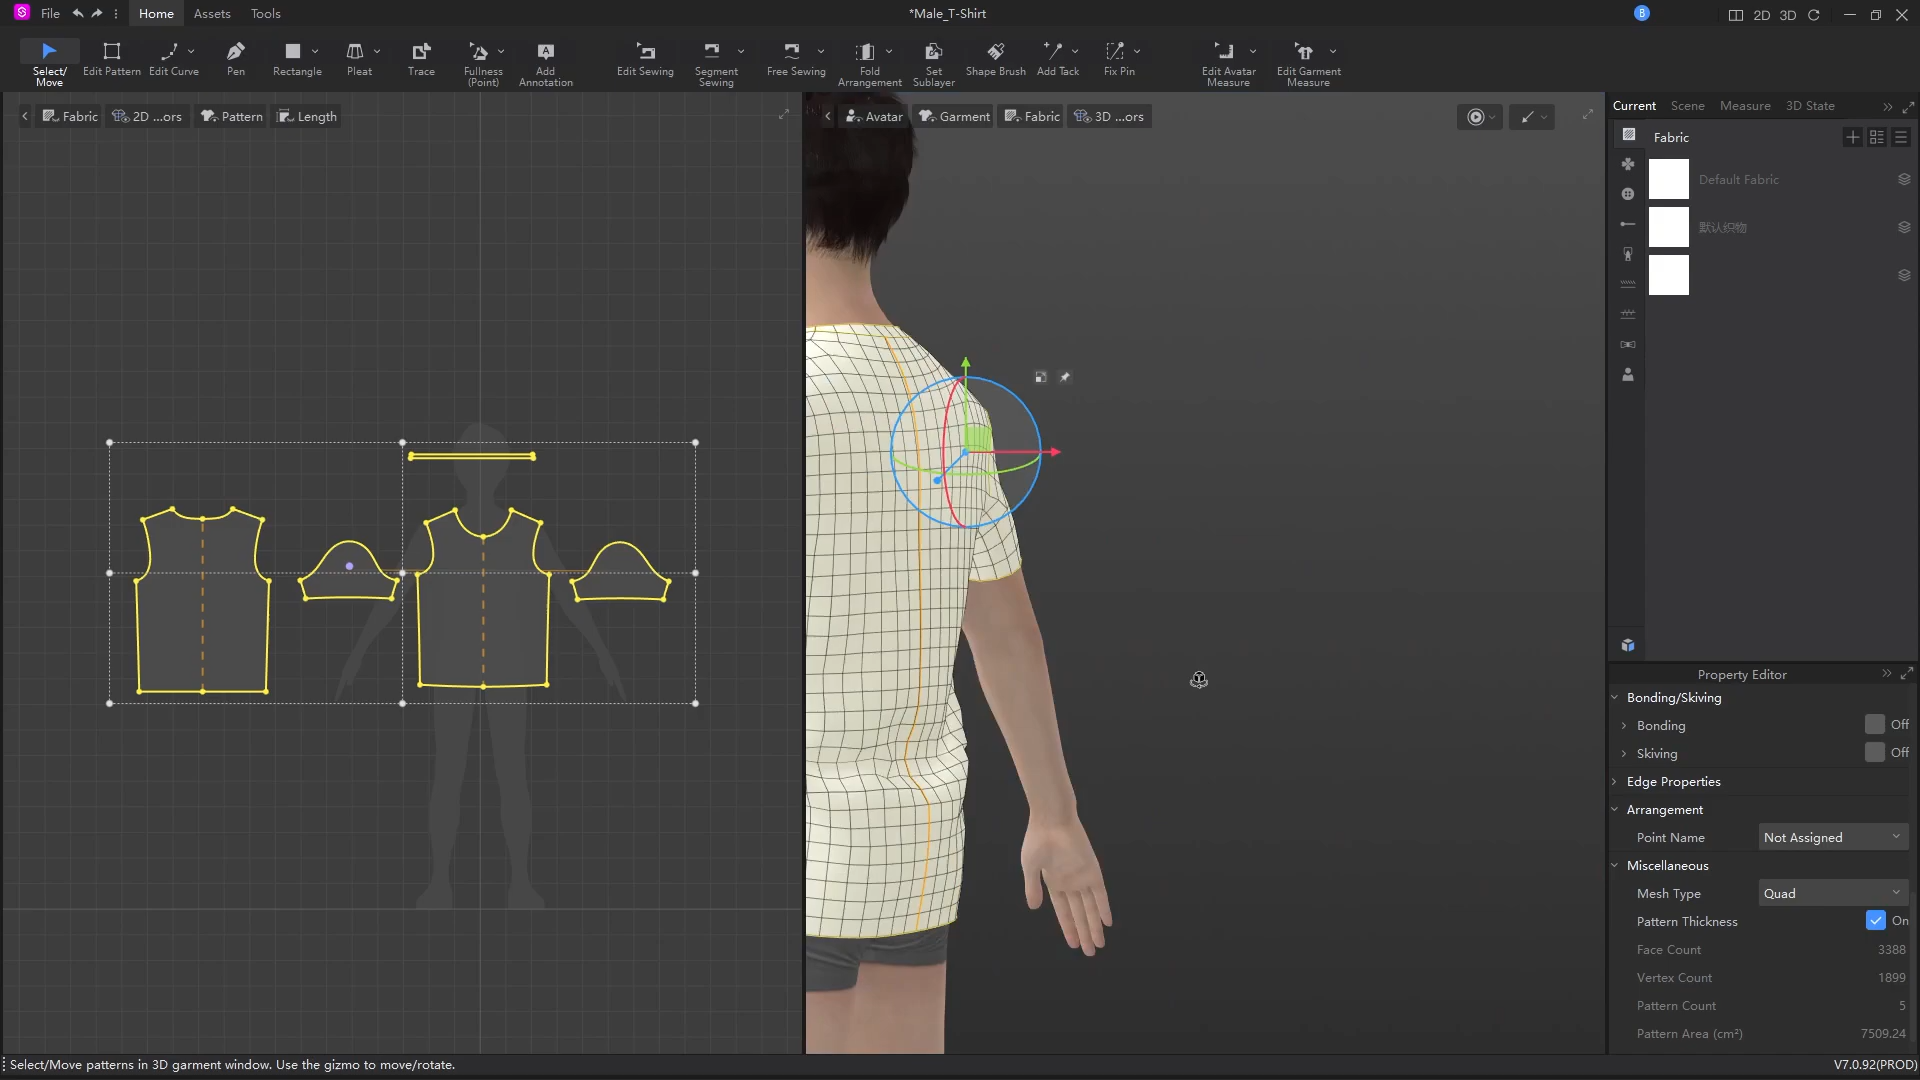 File
Home
Assets
Tools
*Male_T-Shirt
B
2D
3D
Select/
Move
Edit Pattern
Edit Curve
Pen
Rectangle
Pleat
Trace
Fullness
(Point)
Add
Annotation
Edit Sewing
Segment
Sewing
Free Sewing
Fold
Arrangement
Set
Sublayer
Shape Brush
Add Tack
Fix Pin
Edit Avatar
Measure
Edit Garment
Measure
Fabric
2D ...ors
Pattern
Length
Avatar
Garment
Fabric
3D ...ors
Current
Scene
Measure
3D State
Fabric
Default Fabric
默认织物
Property Editor
Bonding/Skiving
Bonding
Off
Skiving
Off
Edge Properties
Arrangement
Point Name
Not Assigned
Miscellaneous
Mesh Type
Quad
Pattern Thickness
On
Face Count
3388
Vertex Count
1899
Pattern Count
5
Pattern Area (cm²)
7509.24
Select/Move patterns in 3D garment window. Use the gizmo to move/rotate.
V7.0.92(PROD)